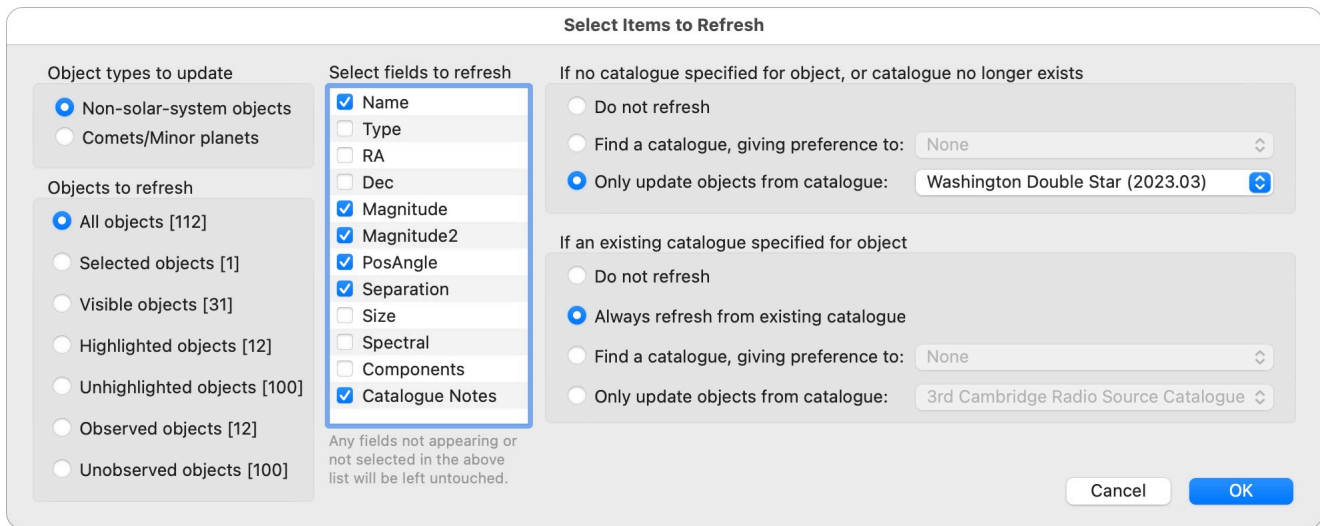 Select Items to Refresh
Object types to update
Non-solar-system objects
Comets/Minor planets
Objects to refresh
All objects [112]
Selected objects [1]
Visible objects [31]
Highlighted objects [12]
Unhighlighted objects [100]
Observed objects [12]
Unobserved objects [100]
Select fields to refresh
Name
Type
RA
Dec
Magnitude
Magnitude2
PosAngle
Separation
Size
Spectral
Components
Catalogue Notes
Any fields not appearing or
not selected in the above
list will be left untouched.
If no catalogue specified for object, or catalogue no longer exists
Do not refresh
Find a catalogue, giving preference to: None
Only update objects from catalogue: Washington Double Star (2023.03)
If an existing catalogue specified for object
Do not refresh
Always refresh from existing catalogue
Find a catalogue, giving preference to: None
Only update objects from catalogue: 3rd Cambridge Radio Source Catalogue
Cancel OK